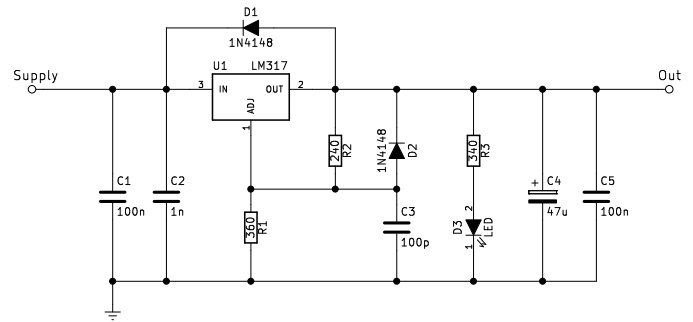 D1
1N4148
Supply
U1 LM317
3 IN OUT 2
ADJ
1
Out
240
R2
1N4148
D2
340
R3
C1
100n
C2
1n
360
R1
C3
100p
2
D3
LED
1
+ C4
47u
C5
100n